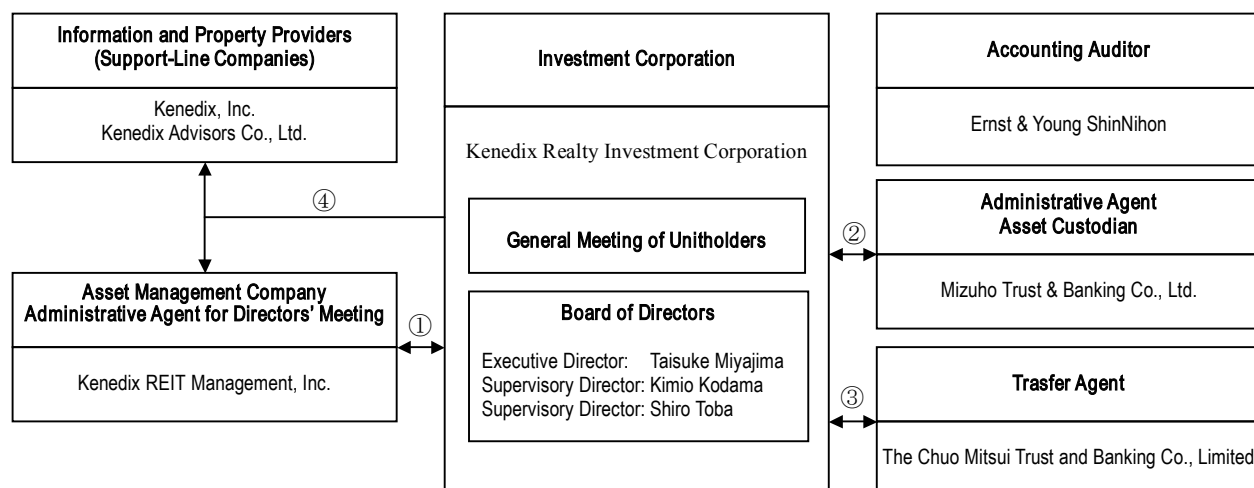 Information and Property Providers
(Support-Line Companies)
Kenedix, Inc.
Kenedix Advisors Co., Ltd.
④
Asset Management Company
Administrative Agent for Directors' Meeting
①
Kenedix REIT Management, Inc.
Investment Corporation
Kenedix Realty Investment Corporation
General Meeting of Unitholders
Board of Directors
Executive Director: Taisuke Miyajima
Supervisory Director: Kimio Kodama
Supervisory Director: Shiro Toba
Accounting Auditor
Ernst & Young ShinNihon
②
Administrative Agent
Asset Custodian
Mizuho Trust & Banking Co., Ltd.
③
Trasfer Agent
The Chuo Mitsui Trust and Banking Co., Limited